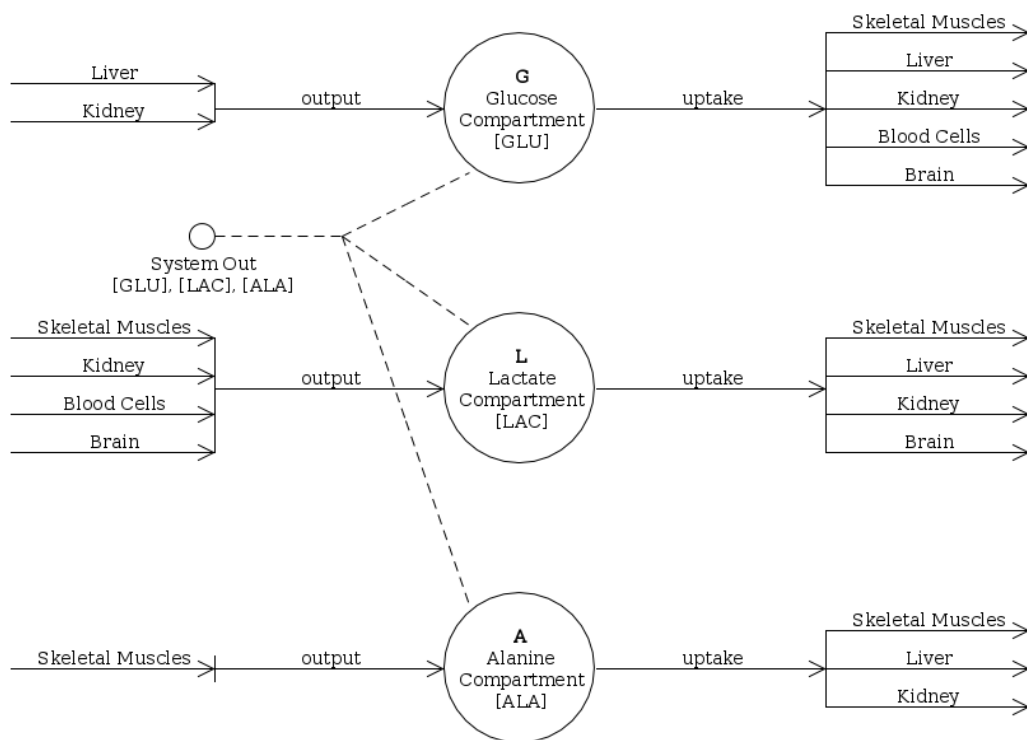 Liver
Kidney
output
G
Glucose
Compartment
[GLU]
uptake
Skeletal Muscles
Liver
Kidney
Blood Cells
Brain
System Out
[GLU], [LAC], [ALA]
Skeletal Muscles
Kidney
Blood Cells
Brain
output
L
Lactate
Compartment
[LAC]
uptake
Skeletal Muscles
Liver
Kidney
Brain
Skeletal Muscles
output
A
Alanine
Compartment
[ALA]
uptake
Skeletal Muscles
Liver
Kidney